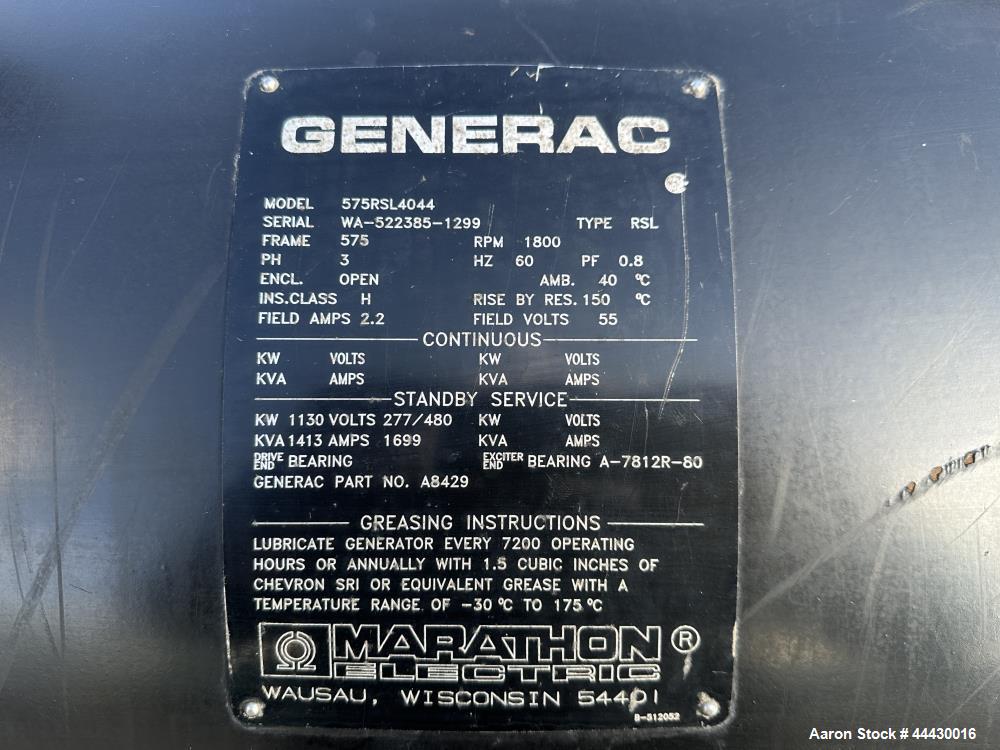 GENERAC
MODEL 575RSL4044
SERIAL WA-522385-1299 TYPE RSL
FRAME 575 RPM 1800
PH 3 HZ 60 PF 0.8
ENCL. OPEN AMB. 40 °C
INS.CLASS H RISE BY RES. 150 °C
FIELD AMPS 2.2 FIELD VOLTS 55
CONTINUOUS
KW VOLTS KW VOLTS
KVA AMPS KVA AMPS
STANDBY SERVICE
KW 1130 VOLTS 277/480 KW VOLTS
KVA 1413 AMPS 1699 KVA AMPS
DRIVE END BEARING EXCITER END BEARING A-7812R-80
GENERAC PART NO. A8429
GREASING INSTRUCTIONS
LUBRICATE GENERATOR EVERY 7200 OPERATING
HOURS OR ANNUALLY WITH 1.5 CUBIC INCHES OF
CHEVRON SRI OR EQUIVALENT GREASE WITH A
TEMPERATURE RANGE OF -30 °C TO 175 °C
MARATHON ®
ELECTRIC
WAUSAU, WISCONSIN 54401
B-512052
Aaron Stock # 44430016